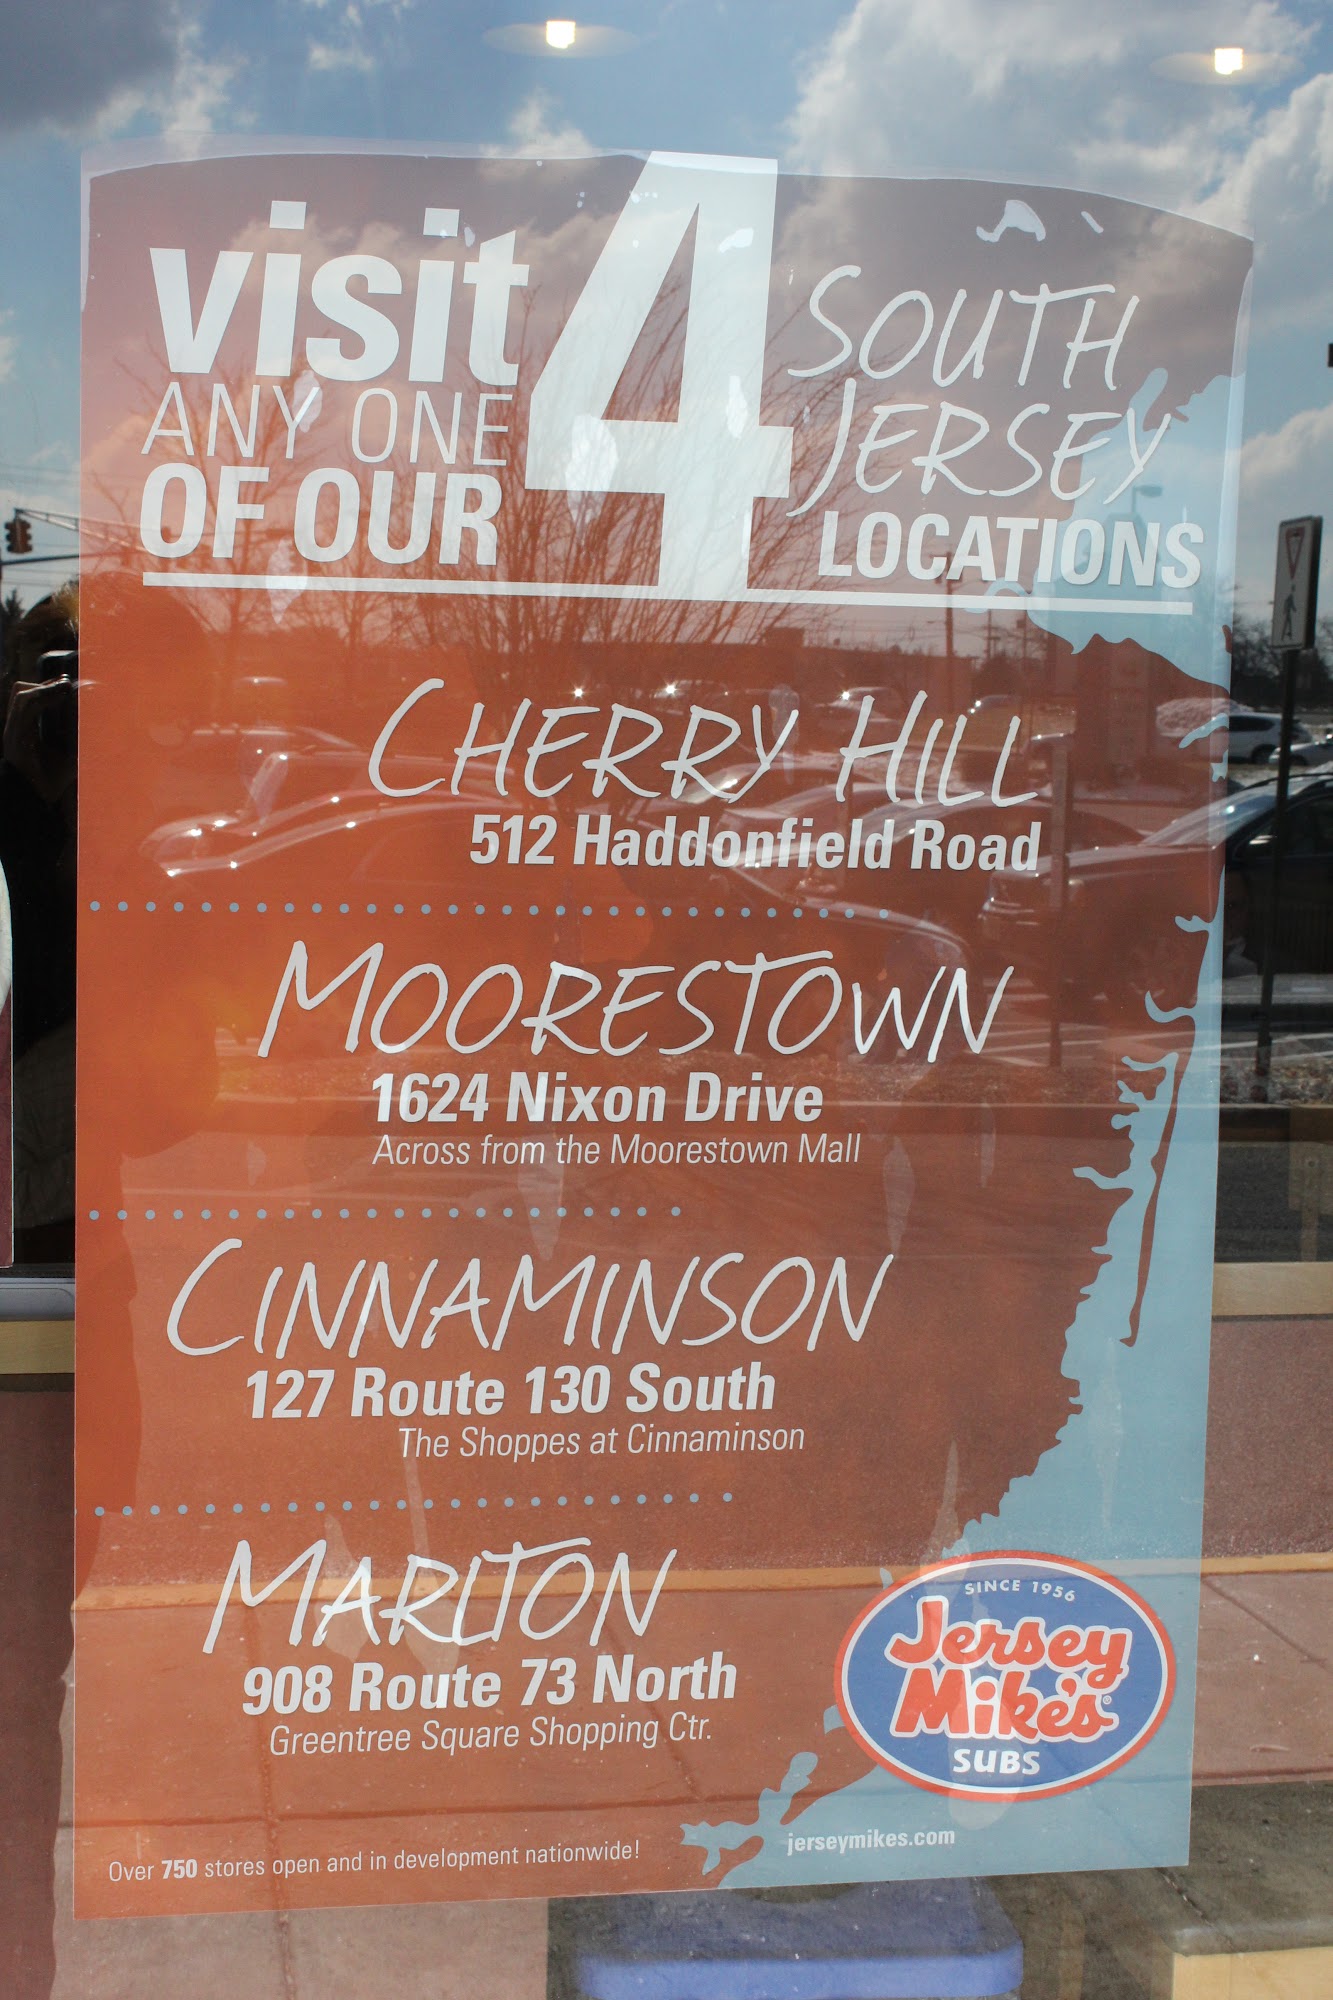 visit
ANY ONE
OF OUR
4
SOUTH
JERSEY
LOCATIONS
CHERRY HILL
512 Haddonfield Road
MOORESTOWN
1624 Nixon Drive
Across from the Moorestown Mall
CINNAMINSON
127 Route 130 South
The Shoppes at Cinnaminson
MARLTON
908 Route 73 North
Greentree Square Shopping Ctr.
SINCE 1956
Jersey
Mike's®
SUBS
jerseymikes.com
Over 750 stores open and in development nationwide!